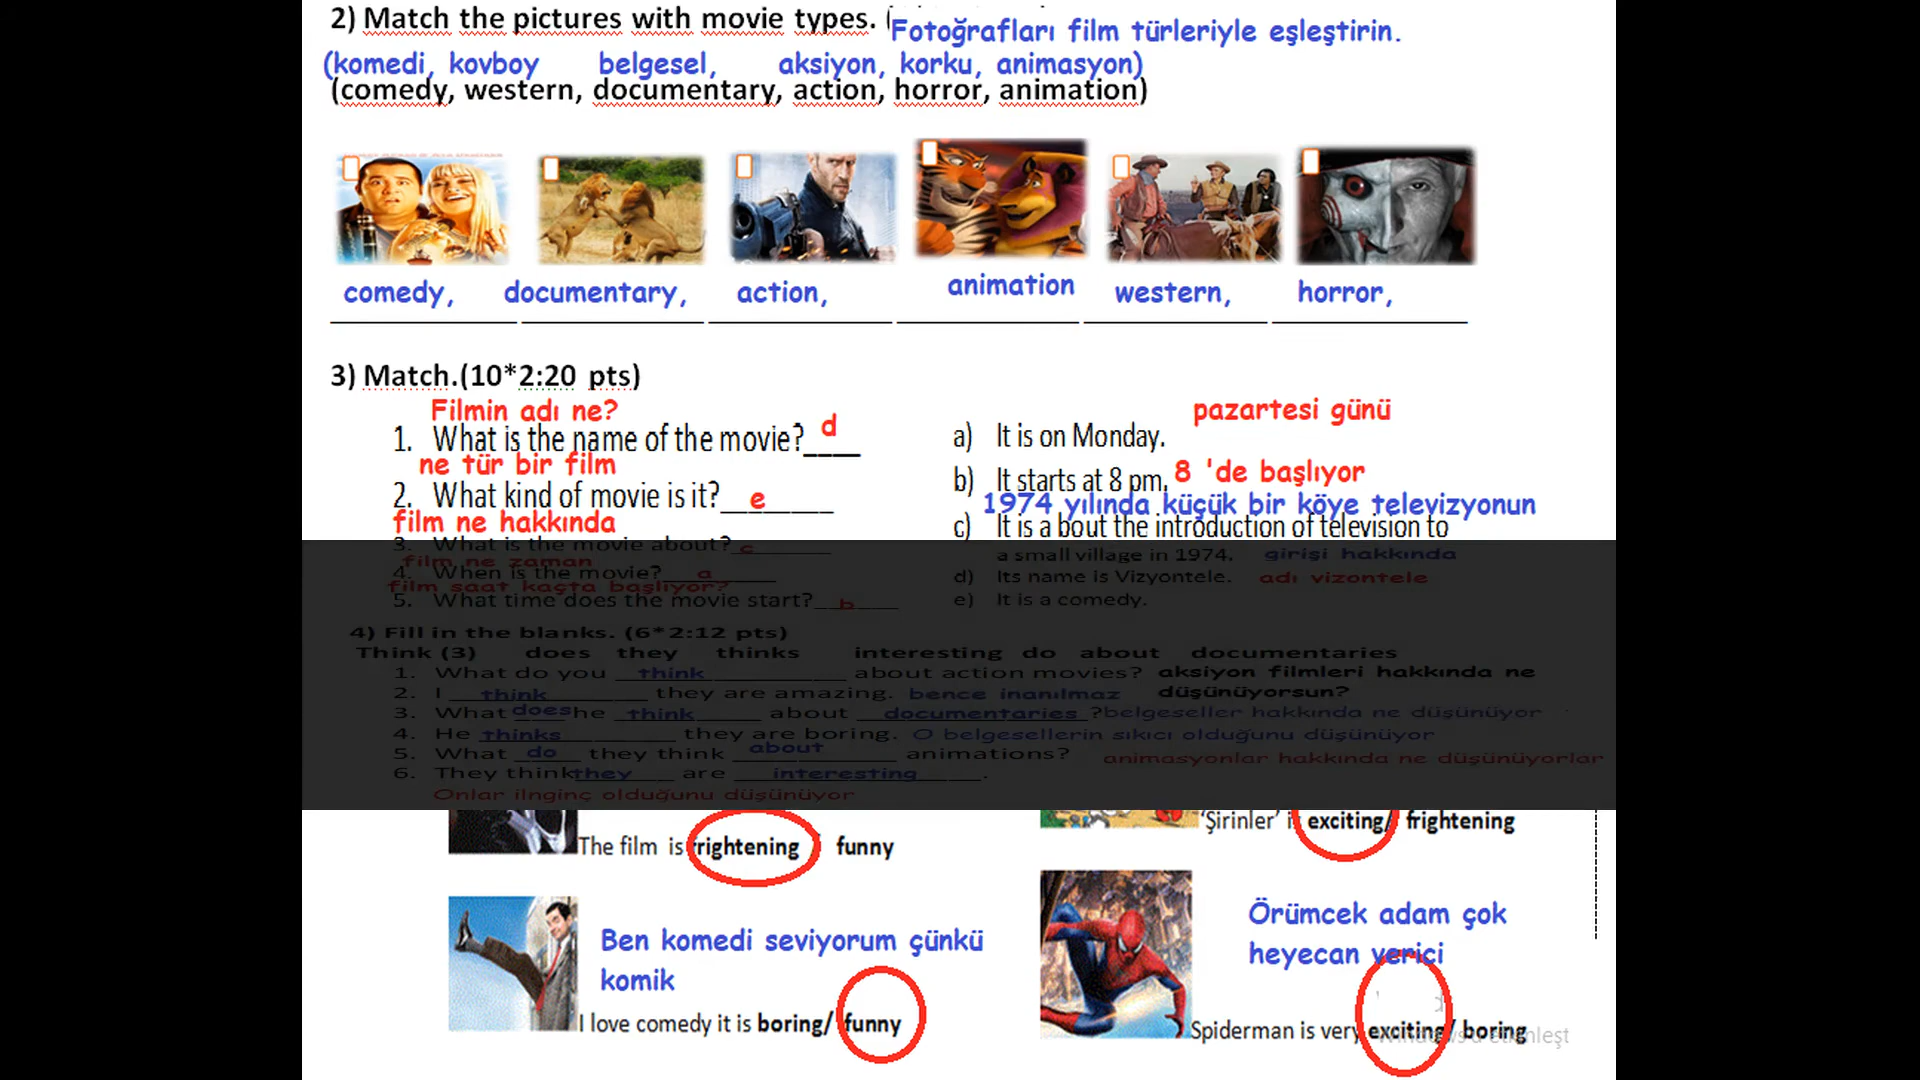 2) Match the pictures with movie types. (
Fotoğrafları film türleriyle eşleştirin.
(komedi, kovboy belgesel, aksiyon, korku, animasyon)
(comedy, western, documentary, action, horror, animation)
comedy, documentary, action, animation western, horror,
3) Match.(10*2:20 pts)
Filmin adı ne?
1. What is the name of the movie?____ d
ne tür bir film
2. What kind of movie is it?___e____
film ne hakkında
3. What is the movie about? c
film ne zaman
4. When is the movie? a
film saat kaçta başlıyor?
5. What time does the movie start? b
pazartesi günü
a) It is on Monday.
b) It starts at 8 pm. 8 'de başlıyor
1974 yılında küçük bir köye televizyonun
c) It is a bout the introduction of television to
a small village in 1974. girişi hakkında
d) Its name is Vizyontele. adı vizontele
e) It is a comedy.
4) Fill in the blanks. (6*2:12 pts)
Think (3) does they thinks interesting do about documentaries
1. What do you think about action movies? aksiyon filmleri hakkında ne
düşünüyorsun?
2. I think they are amazing. bence inanılmaz
3. What does he think about documentaries ?belgeseller hakkında ne düşünüyor
4. He thinks they are boring. O belgesellerin sıkıcı olduğunu düşünüyor
5. What do they think about animations? animasyonlar hakkında ne düşünüyorlar
6. They think they are interesting.
Onlar ilnginç olduğunu düşünüyor
The film is frightening / funny
'Şirinler' is exciting/ frightening
Ben komedi seviyorum çünkü
komik
I love comedy it is boring/ funny
Örümcek adam çok
heyecan verici
Spiderman is very exciting/ boring